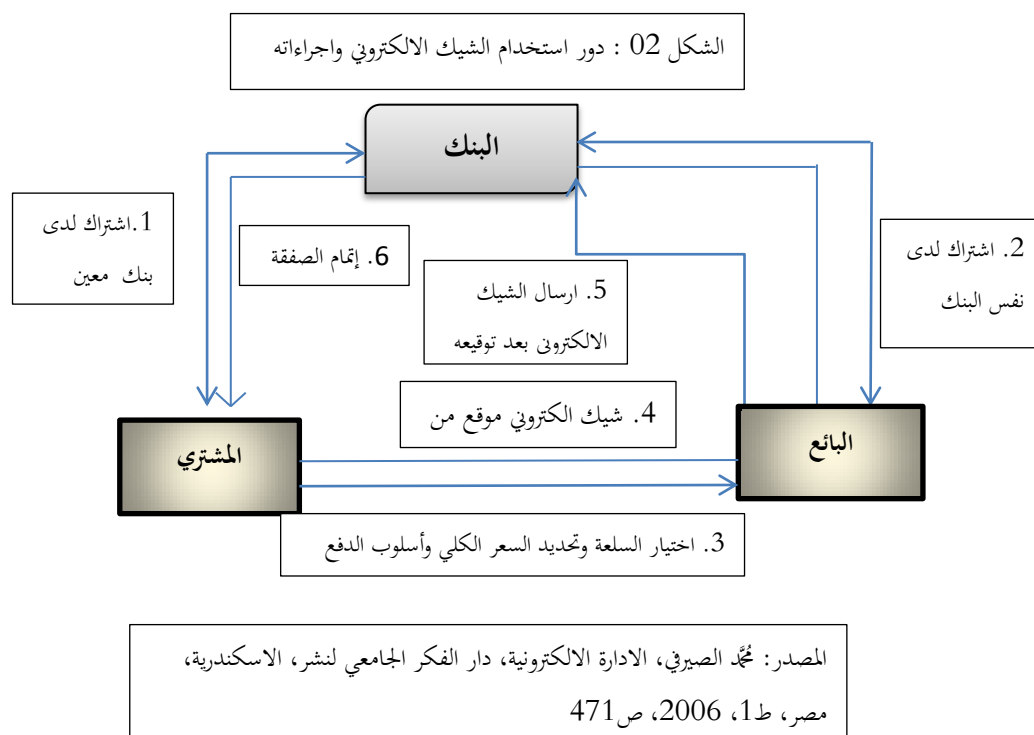 الشكل 02 : دور استخدام الشيك الالكتروني واجراءاته
البنك
1.اشتراك لدى
بنك معين
6. إتمام الصفقة
5. ارسال الشيك
الالكترونى بعد توقيعه
2. اشتراك لدى
نفس البنك
4. شيك الكتروني موقع من
المشتري
البائع
3. اختيار السلعة وتحديد السعر الكلي وأسلوب الدفع
المصدر: مُحَّد الصيرفي، الادارة الالكترونية، دار الفكر الجامعي لنشر، الاسكندرية،
مصر، ط1، 2006، ص471